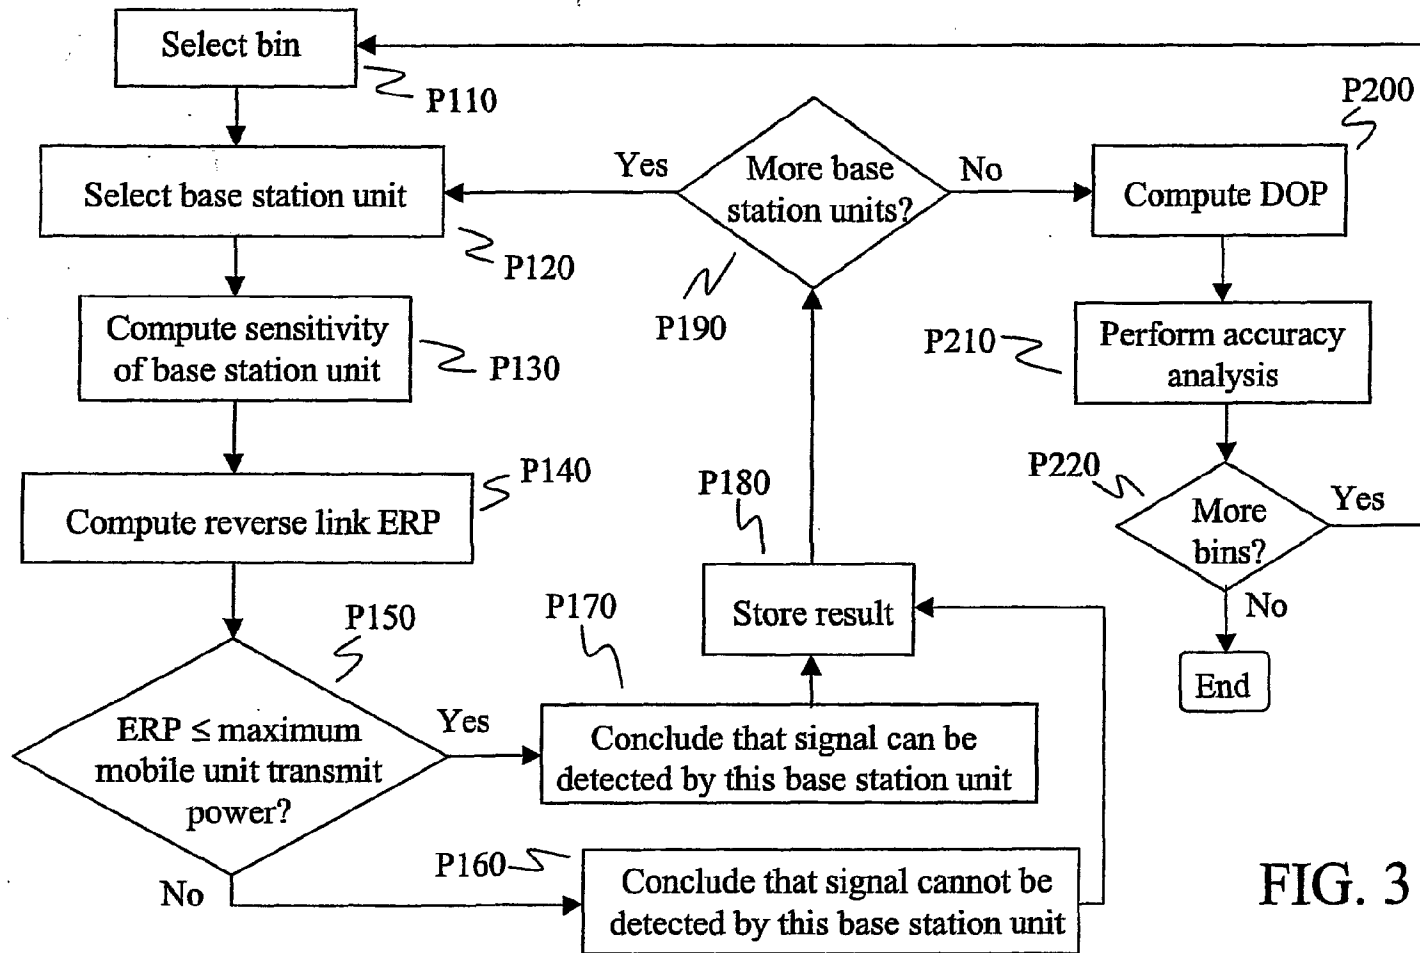 Select bin
P110
P200
Yes
More base
station units?
No
Compute DOP
Select base station unit
P120
P190
Compute sensitivity
of base station unit
P130
P210
Perform accuracy
analysis
P140
Compute reverse link ERP
P180
P220
More
bins?
Yes
No
End
P150
P170
Store result
ERP ≤ maximum
mobile unit transmit
power?
Yes
Conclude that signal can be
detected by this base station unit
No
P160
Conclude that signal cannot be
detected by this base station unit
FIG. 3